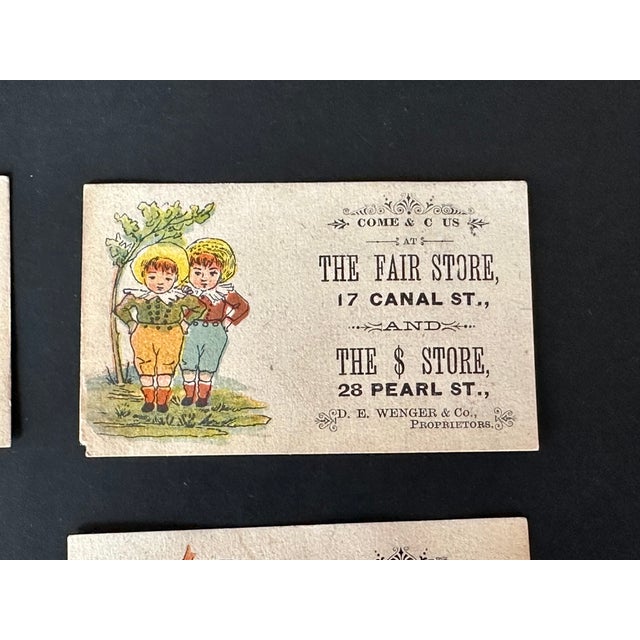 COME & C US
AT
THE FAIR STORE,
17 CANAL ST.,
AND
THE $ STORE,
28 PEARL ST.,
D. E. WENGER & CO.,
PROPRIETORS.